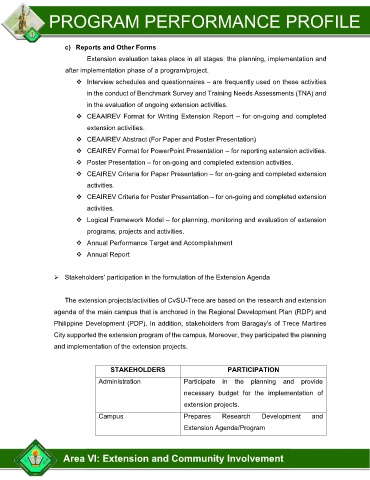 PROGRAM PERFORMANCE PROFILE
c) Reports and Other Forms
Extension evaluation takes place in all stages: the planning, implementation and
after implementation phase of a program/project.
❖ Interview schedules and questionnaires – are frequently used on these activities
in the conduct of Benchmark Survey and Training Needs Assessments (TNA) and
in the evaluation of ongoing extension activities.
❖ CEAAIREV Format for Writing Extension Report – for on-going and completed
extension activities.
❖ CEAAIREV Abstract (For Paper and Poster Presentation)
❖ CEAIREV Format for PowerPoint Presentation – for reporting extension activities.
❖ Poster Presentation – for on-going and completed extension activities.
❖ CEAIREV Criteria for Paper Presentation – for on-going and completed extension
activities.
❖ CEAIREV Criteria for Poster Presentation – for on-going and completed extension
activities.
❖ Logical Framework Model – for planning, monitoring and evaluation of extension
programs, projects and activities.
❖ Annual Performance Target and Accomplishment
❖ Annual Report
➢ Stakeholders' participation in the formulation of the Extension Agenda
The extension projects/activities of CvSU-Trece are based on the research and extension
agenda of the main campus that is anchored in the Regional Development Plan (RDP) and
Philippine Development (PDP). In addition, stakeholders from Baragay's of Trece Martires
City supported the extension program of the campus. Moreover, they participated the planning
and implementation of the extension projects.
STAKEHOLDERS PARTICIPATION
Administration Participate in the planning and provide
necessary budget for the implementation of
extension projects.
Campus Prepares Research Development and
Extension Agenda/Program
Area VI: Extension and Community Involvement